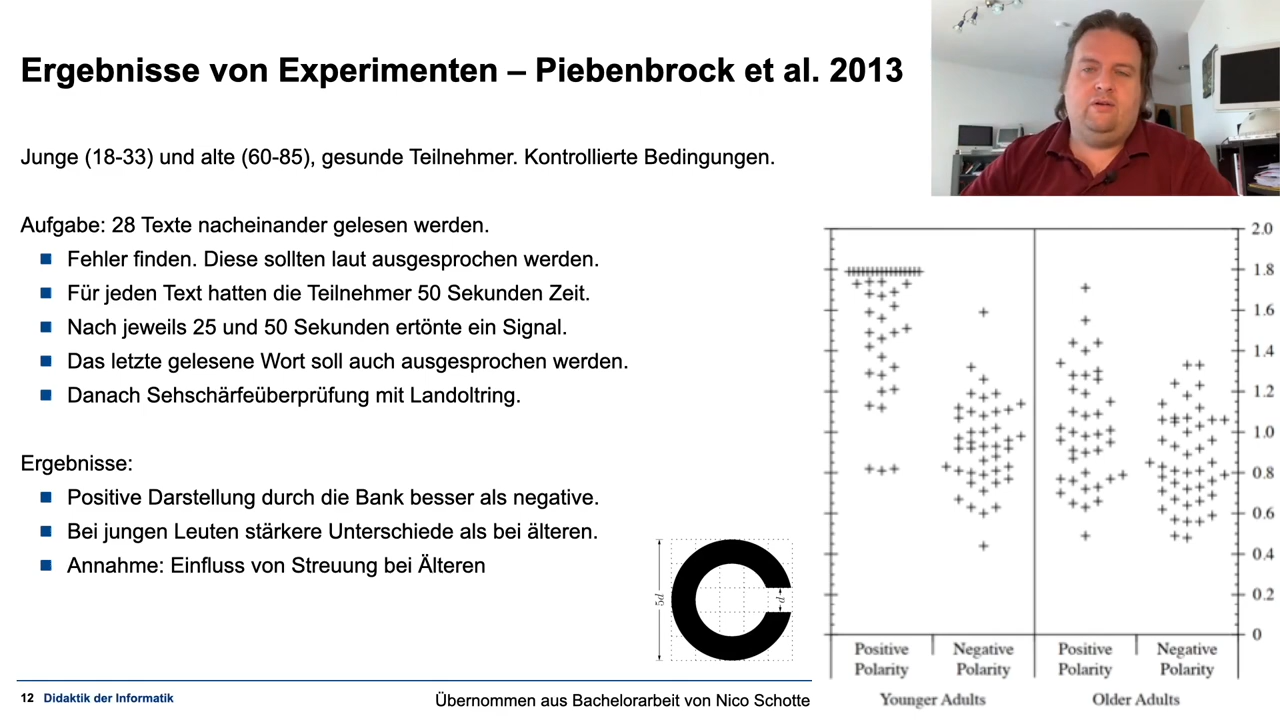 Ergebnisse von Experimenten – Piebenbrock et al. 2013
Junge (18-33) und alte (60-85), gesunde Teilnehmer. Kontrollierte Bedingungen.
Aufgabe: 28 Texte nacheinander gelesen werden.
Fehler finden. Diese sollten laut ausgesprochen werden.
Für jeden Text hatten die Teilnehmer 50 Sekunden Zeit.
Nach jeweils 25 und 50 Sekunden ertönte ein Signal.
Das letzte gelesene Wort soll auch ausgesprochen werden.
Danach Sehschärfeüberprüfung mit Landoltring.
Ergebnisse:
Positive Darstellung durch die Bank besser als negative.
Bei jungen Leuten stärkere Unterschiede als bei älteren.
Annahme: Einfluss von Streuung bei Älteren
5d
d
2.0
1.8
1.6
1.4
1.2
1.0
0.8
0.6
0.4
0.2
0
Positive Negative Positive Negative
Polarity Polarity Polarity Polarity
Younger Adults Older Adults
12 Didaktik der Informatik
Übernommen aus Bachelorarbeit von Nico Schotte